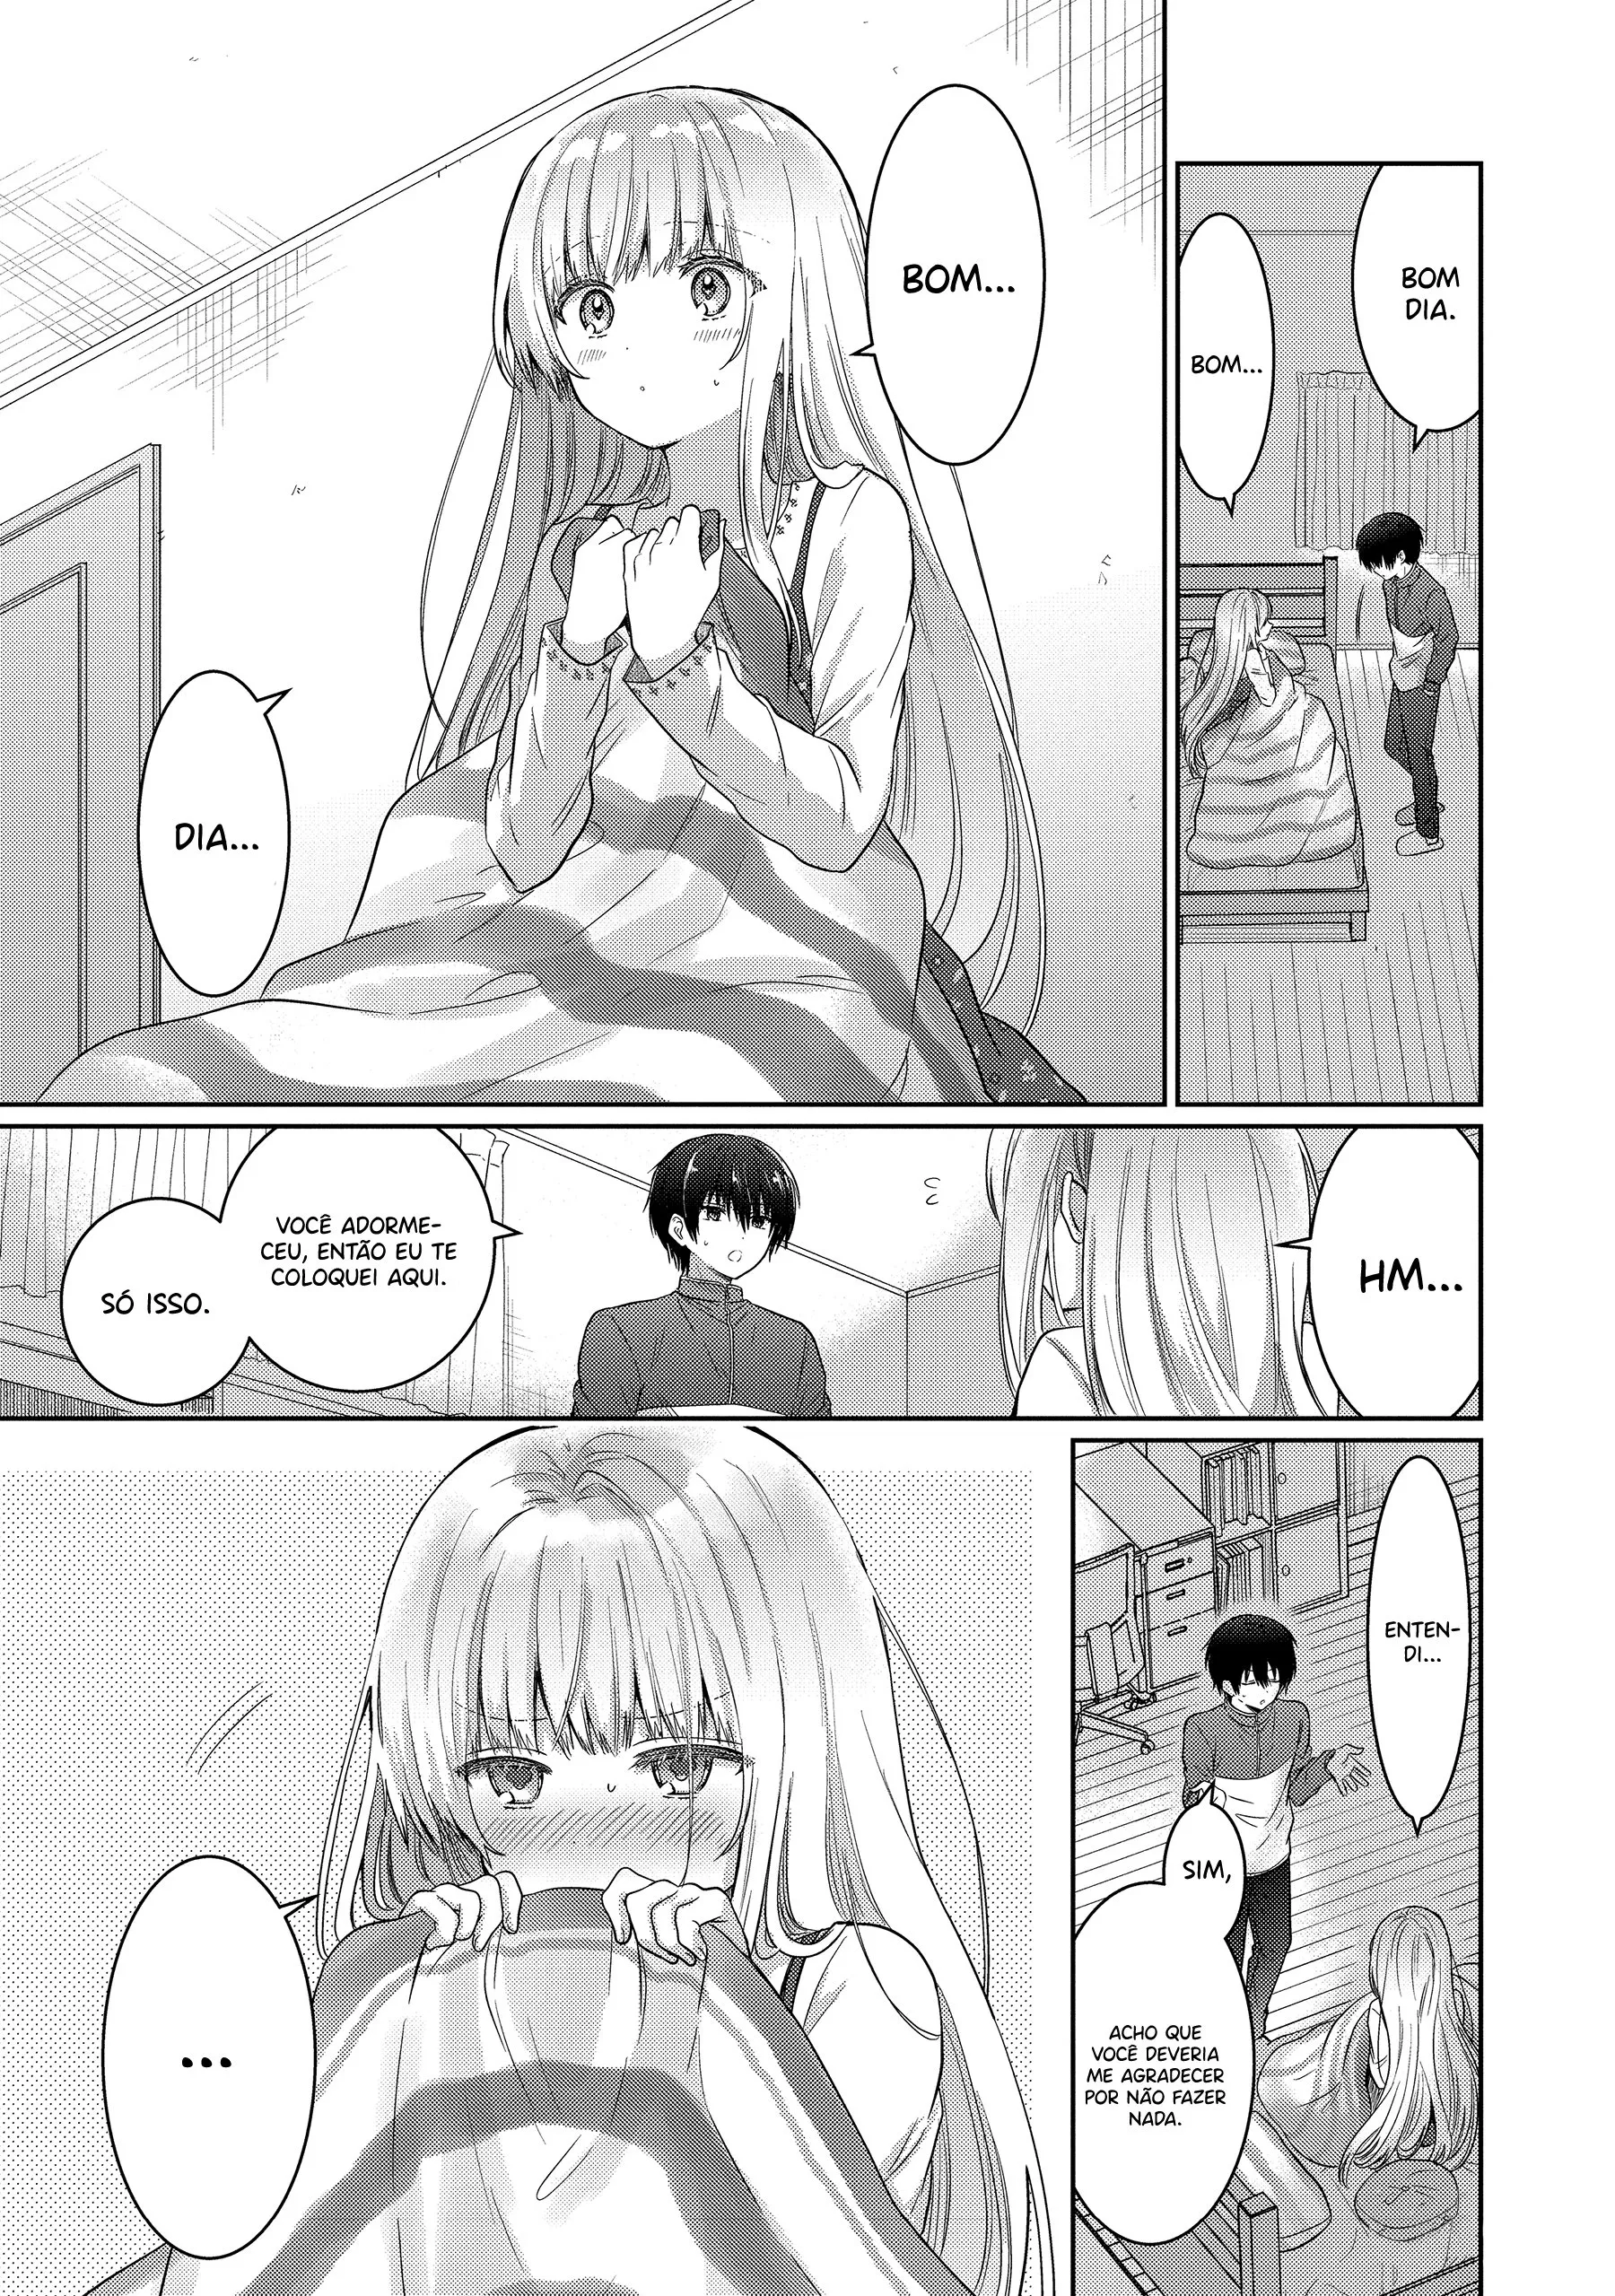 BOM
DIA.
BOM...
BOM...
DIA...
HM...
VOCÊ ADORME-
CEU, ENTÃO EU TE
COLOQUEI AQUI.
SÓ ISSO.
ENTEN-
DI...
SIM,
ACHO QUE
VOCÊ DEVERIA
ME AGRADECER
POR NÃO FAZER
NADA.
...